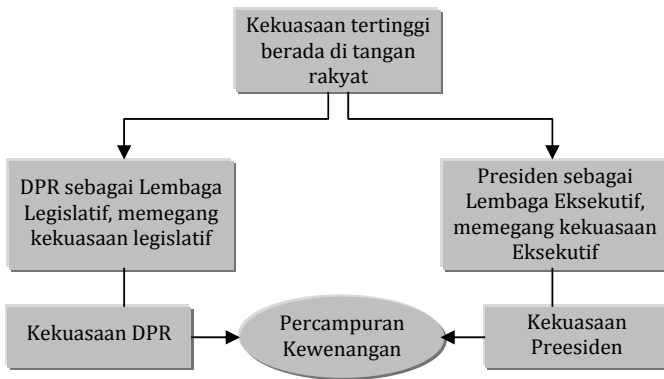 Kekuasaan tertinggi
berada di tangan
rakyat
DPR sebagai Lembaga
Legislatif, memegang
kekuasaan legislatif
Presiden sebagai
Lembaga Eksekutif,
memegang kekuasaan
Eksekutif
Kekuasaan DPR
Percampuran
Kewenangan
Kekuasaan
Preesiden